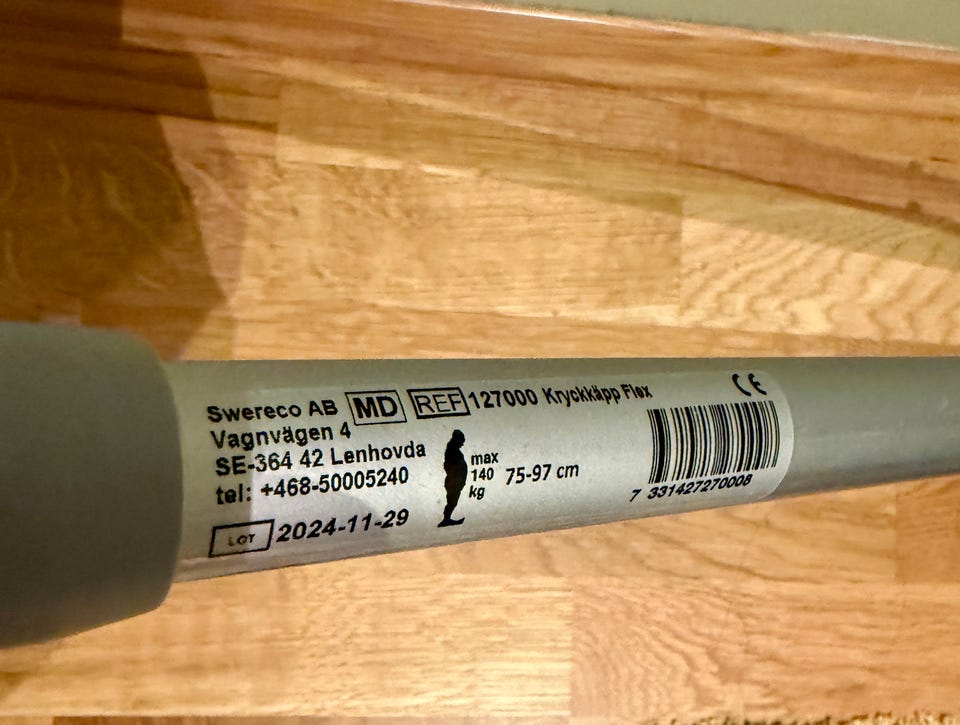 Swereco AB MD REF 127000 Kryckkäpp Flex CE
Vagnvägen 4
SE-364 42 Lenhovda
tel: +468-50005240
LOT 2024-11-29
max
140
kg
75-97 cm
7 331427270008